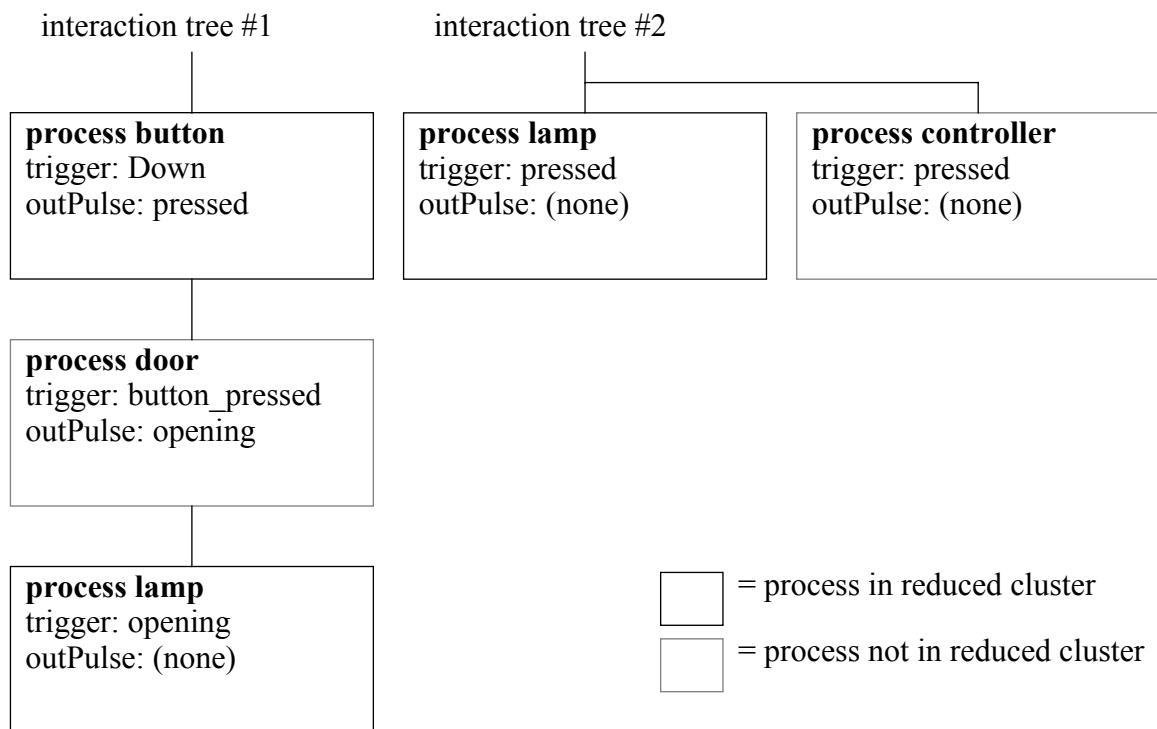 interaction tree #1
interaction tree #2
process button
trigger: Down
outPulse: pressed
process lamp
trigger: pressed
outPulse: (none)
process controller
trigger: pressed
outPulse: (none)
process door
trigger: button_pressed
outPulse: opening
process lamp
trigger: opening
outPulse: (none)
= process in reduced cluster
= process not in reduced cluster